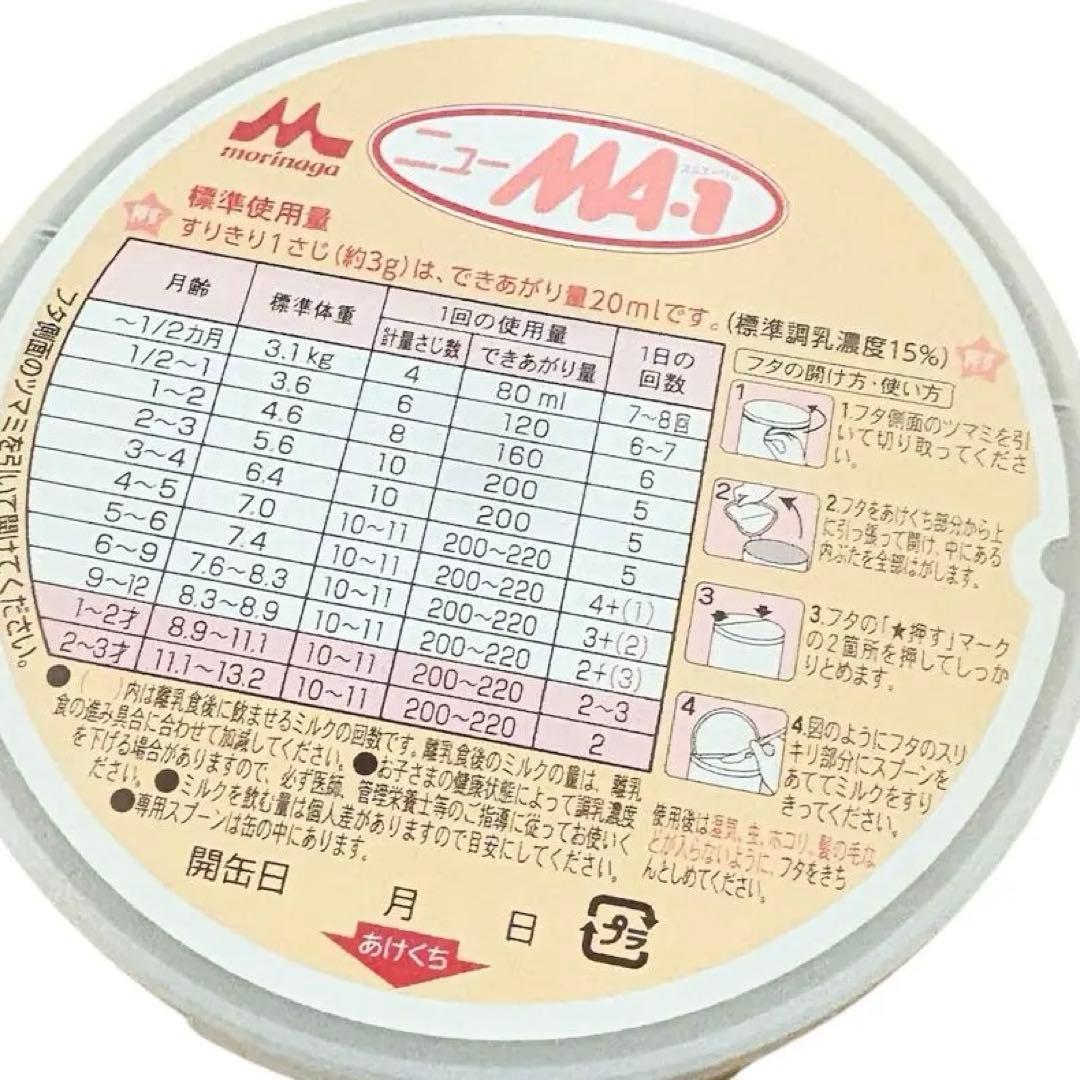 morinaga
ニューMA・1
標準使用量
すりきり1さじ(約3g)は、できあがり量20mlです。(標準調乳濃度15%)
押す
押す
月齢 標準体重 1回の使用量 1日の回数
計量さじ数 できあがり量
~1/2カ月 3.1kg 4 80ml 7~8回
1/2~1 3.6 6 120 6~7
1~2 4.6 8 160 6
2~3 5.6 10 200 5
3~4 6.4 10 200 5
4~5 7.0 10~11 200~220 5
5~6 7.4 10~11 200~220 4+(1)
6~9 7.6~8.3 10~11 200~220 3+(2)
9~12 8.3~8.9 10~11 200~220 2+(3)
1~2才 8.9~11.1 10~11 200~220 2~3
2~3才 11.1~13.2 10~11 200~220 2
フタ側面のツマミを引いて開けてください。
フタの開け方・使い方
1
1.フタ側面のツマミを引
いて切り取ってくださ
い。
2
2.フタをあけくち部分から上
に引っ張って開け、中にある
内ぶたを全部はがします。
3
3.フタの「★押す」マーク
の2箇所を押してしっか
りとめます。
4
4.図のようにフタのスリ
キリ部分にスプーンを
あててミルクをすり
きってください。
●( )内は離乳食後に飲ませるミルクの回数です。離乳食後のミルクの量は、離乳
食の進み具合に合わせて加減してください。●お子さまの健康状態によって調乳濃度
を下げる場合がありますので、必ず医師、管理栄養士等のご指導に従ってお使いく
ださい。●ミルクを飲む量は個人差がありますので目安にしてください。
●専用スプーンは缶の中にあります。
使用後は湿気、虫、ホコリ、髪の毛な
どが入らないように、フタをきち
んとしめてください。
開缶日 月 日
あけくち
プラ